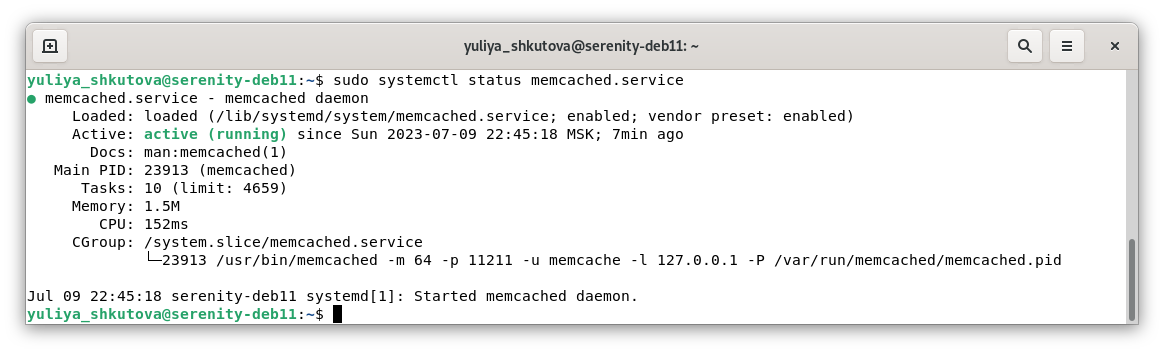 yuliya_shkutova@serenity-deb11: ~
yuliya_shkutova@serenity-deb11:~$ sudo systemctl status memcached.service
● memcached.service - memcached daemon
     Loaded: loaded (/lib/systemd/system/memcached.service; enabled; vendor preset: enabled)
     Active: active (running) since Sun 2023-07-09 22:45:18 MSK; 7min ago
       Docs: man:memcached(1)
   Main PID: 23913 (memcached)
      Tasks: 10 (limit: 4659)
     Memory: 1.5M
        CPU: 152ms
     CGroup: /system.slice/memcached.service
             └─23913 /usr/bin/memcached -m 64 -p 11211 -u memcache -l 127.0.0.1 -P /var/run/memcached/memcached.pid
Jul 09 22:45:18 serenity-deb11 systemd[1]: Started memcached daemon.
yuliya_shkutova@serenity-deb11:~$